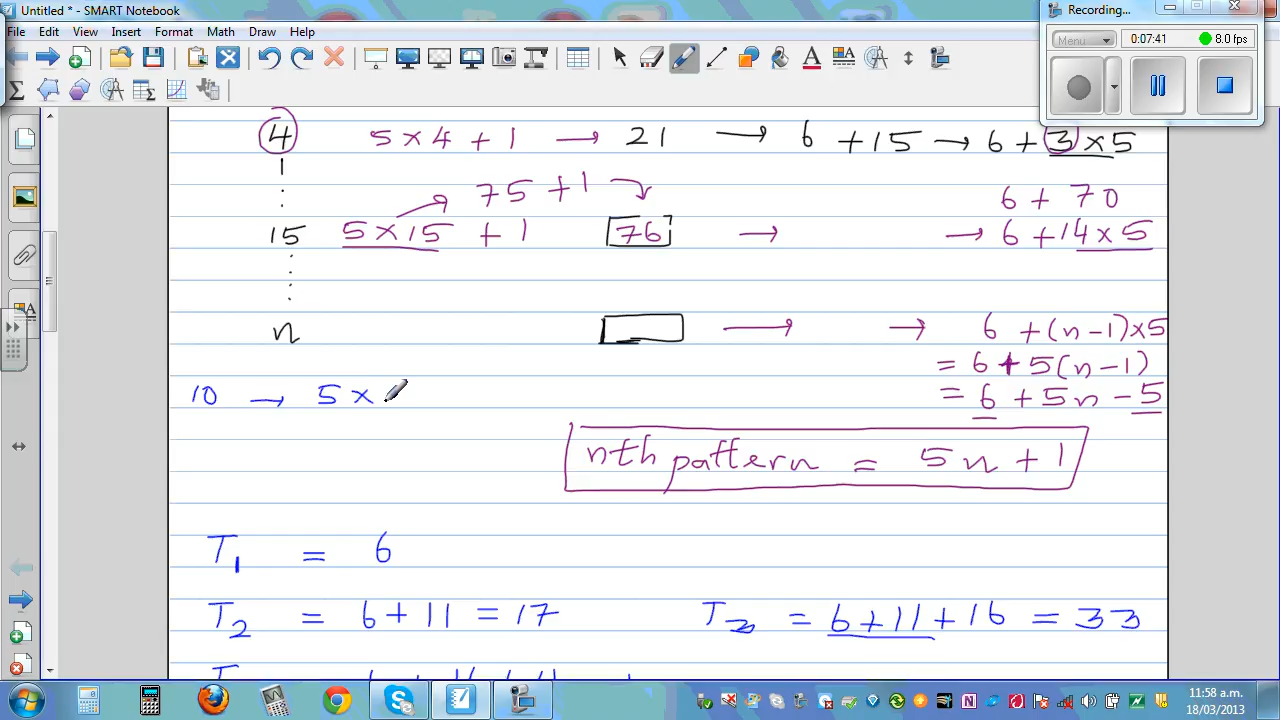 Untitled * - SMART Notebook
Recording...
File Edit View Insert Format Math Draw Help
Menu 0:07:41 8.0 fps
4 5 × 4 + 1 → 21 → 6 + 15 → 6 + 3 × 5
75 + 1 6 + 70
15 5 × 15 + 1 76 → → 6 + 14 × 5
n → → 6 + (n - 1) × 5
= 6 + 5(n - 1)
10 → 5 × = 6 + 5n - 5
nth pattern = 5n + 1
T1 = 6
T2 = 6 + 11 = 17 T3 = 6 + 11 + 16 = 33
11:58 a.m.
18/03/2013